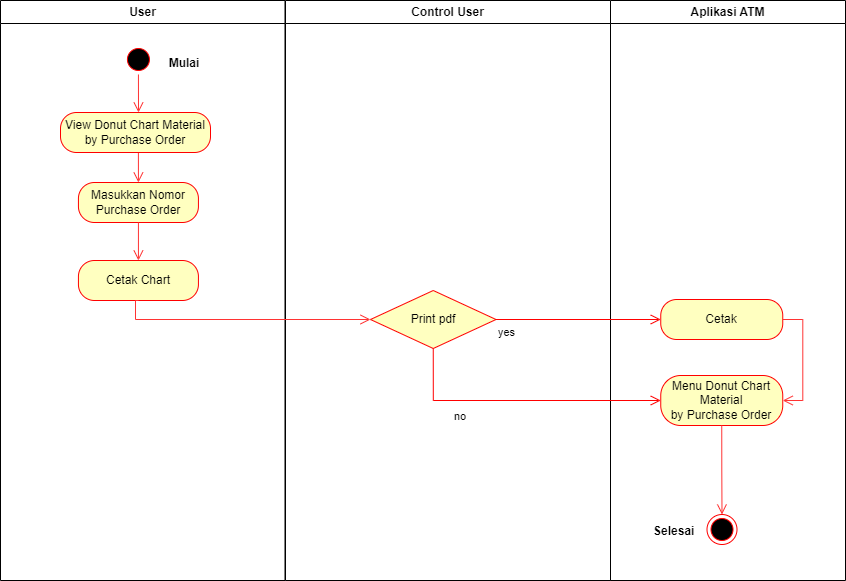 User
Control User
Aplikasi ATM
Mulai
View Donut Chart Material
by Purchase Order
Masukkan Nomor
Purchase Order
Cetak Chart
Print pdf
yes
no
Cetak
Menu Donut Chart
Material
by Purchase Order
Selesai